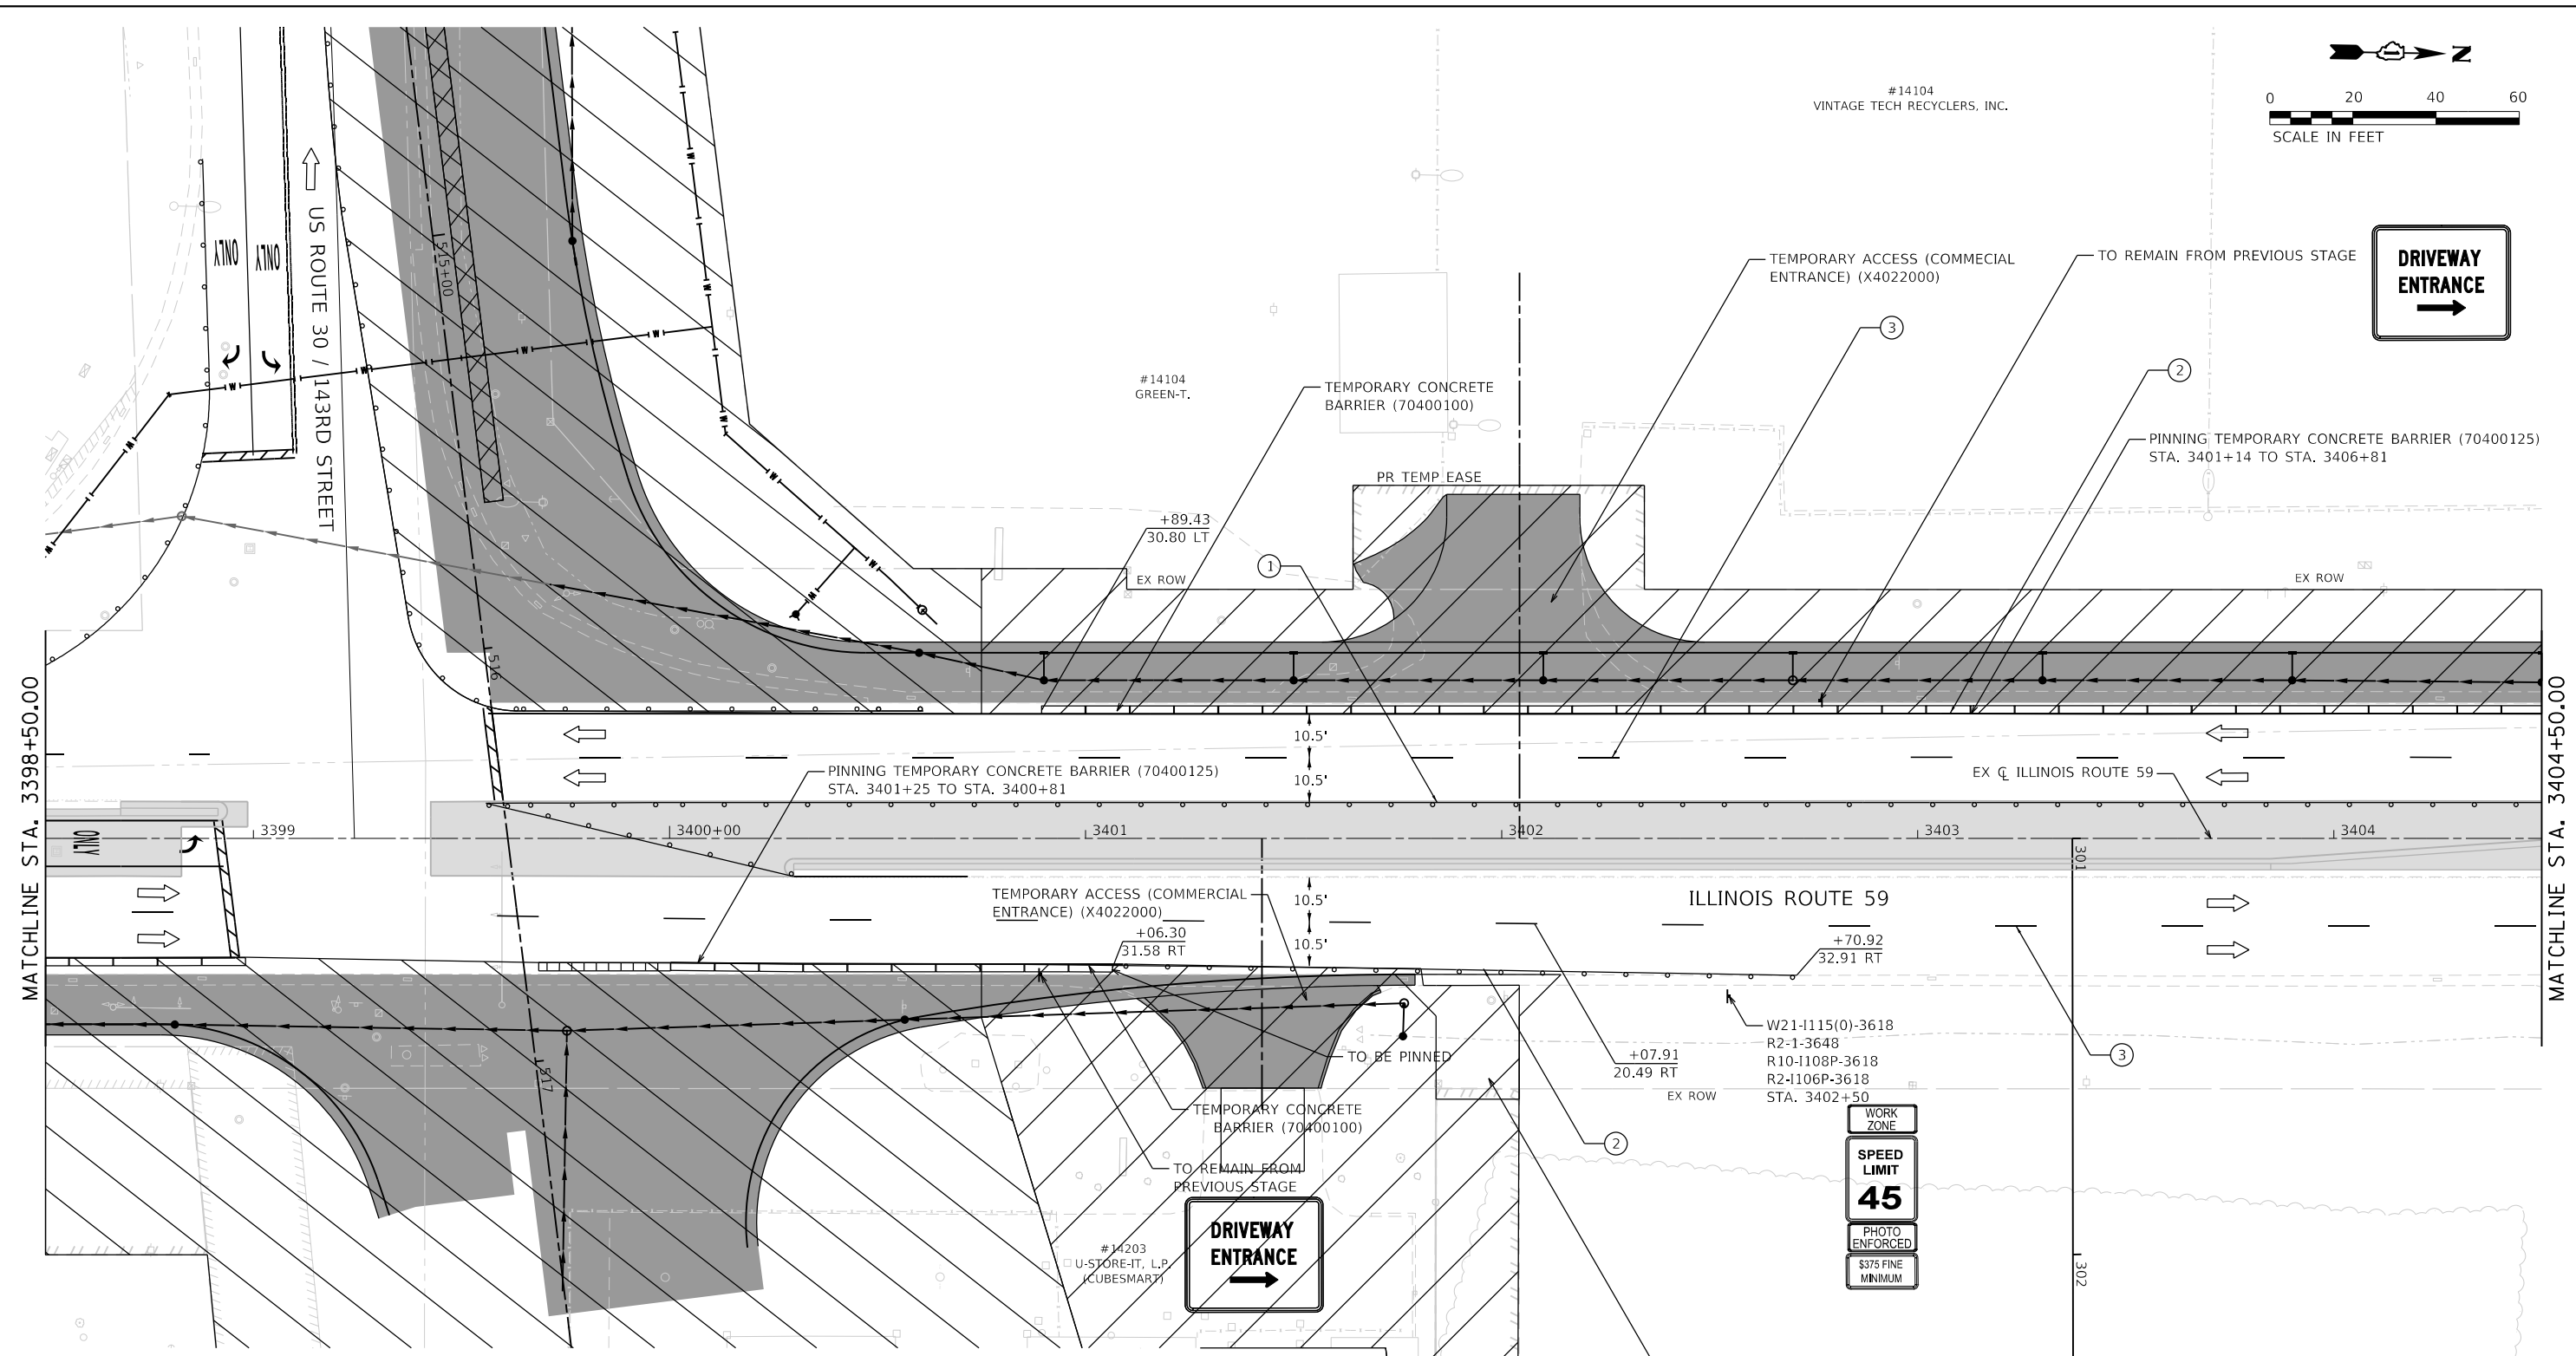 N
0 20 40 60
SCALE IN FEET
#14104
VINTAGE TECH RECYCLERS, INC.
DRIVEWAY
ENTRANCE
TEMPORARY ACCESS (COMMECIAL
ENTRANCE) (X4022000)
TO REMAIN FROM PREVIOUS STAGE
3
2
PINNING TEMPORARY CONCRETE BARRIER (70400125)
STA. 3401+14 TO STA. 3406+81
TEMPORARY CONCRETE
BARRIER (70400100)
#14104
GREEN-T.
PR TEMP EASE
+89.43
30.80 LT
1
EX ROW
EX ROW
ONLY
ONLY
US ROUTE 30 / 143RD STREET
515+00
516
517
W
W
W
W
W
W
W
W
W
W
W
W
W
W
MATCHLINE STA. 3398+50.00
MATCHLINE STA. 3404+50.00
10.5'
10.5'
PINNING TEMPORARY CONCRETE BARRIER (70400125)
STA. 3401+25 TO STA. 3400+81
EX ℄ ILLINOIS ROUTE 59
ONLY
3399
3400+00
3401
3402
3403
3404
301
302
TEMPORARY ACCESS (COMMERCIAL
ENTRANCE) (X4022000)
10.5'
10.5'
ILLINOIS ROUTE 59
+06.30
31.58 RT
+70.92
32.91 RT
W21-I115(0)-3618
R2-1-3648
R10-I108P-3618
R2-I106P-3618
STA. 3402+50
TO BE PINNED
+07.91
20.49 RT
3
EX ROW
TEMPORARY CONCRETE
BARRIER (70400100)
2
TO REMAIN FROM
PREVIOUS STAGE
WORK
ZONE
SPEED
LIMIT
45
PHOTO
ENFORCED
$375 FINE
MINIMUM
#14203
U-STORE-IT, L.P.
(CUBESMART)
DRIVEWAY
ENTRANCE